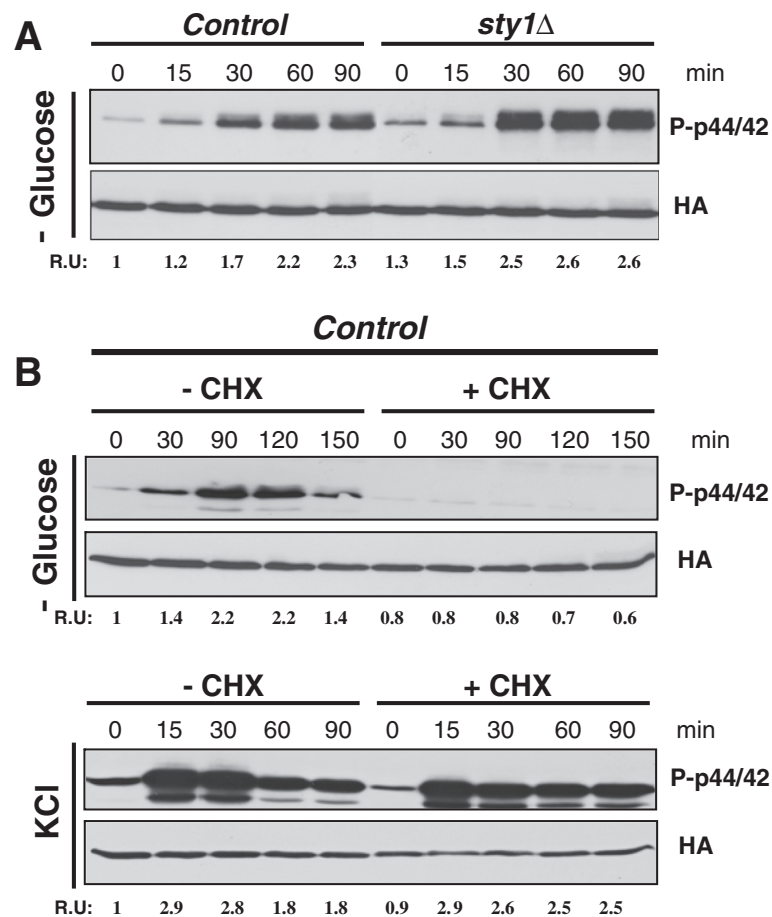 A
Control sty1Δ
0 15 30 60 90 0 15 30 60 90 min
- Glucose
P-p44/42
HA
R.U: 1 1.2 1.7 2.2 2.3 1.3 1.5 2.5 2.6 2.6
Control
B
- CHX + CHX
0 30 90 120 150 0 30 90 120 150 min
- Glucose
P-p44/42
HA
R.U: 1 1.4 2.2 2.2 1.4 0.8 0.8 0.8 0.7 0.6
- CHX + CHX
0 15 30 60 90 0 15 30 60 90 min
KCl
P-p44/42
HA
R.U: 1 2.9 2.8 1.8 1.8 0.9 2.9 2.6 2.5 2.5